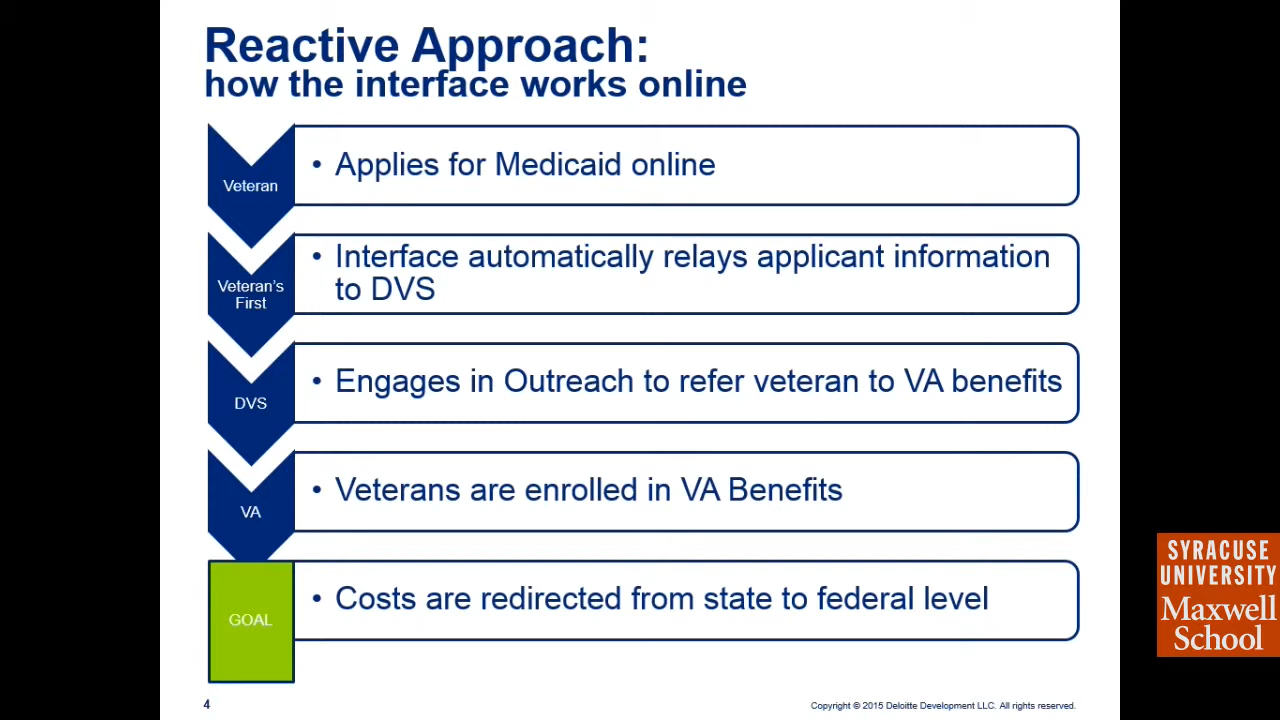 Reactive Approach:
how the interface works online
Veteran
• Applies for Medicaid online
Veteran's
First
• Interface automatically relays applicant information
to DVS
DVS
• Engages in Outreach to refer veteran to VA benefits
VA
• Veterans are enrolled in VA Benefits
GOAL
• Costs are redirected from state to federal level
SYRACUSE
UNIVERSITY
Maxwell
School
4
Copyright © 2015 Deloitte Development LLC. All rights reserved.